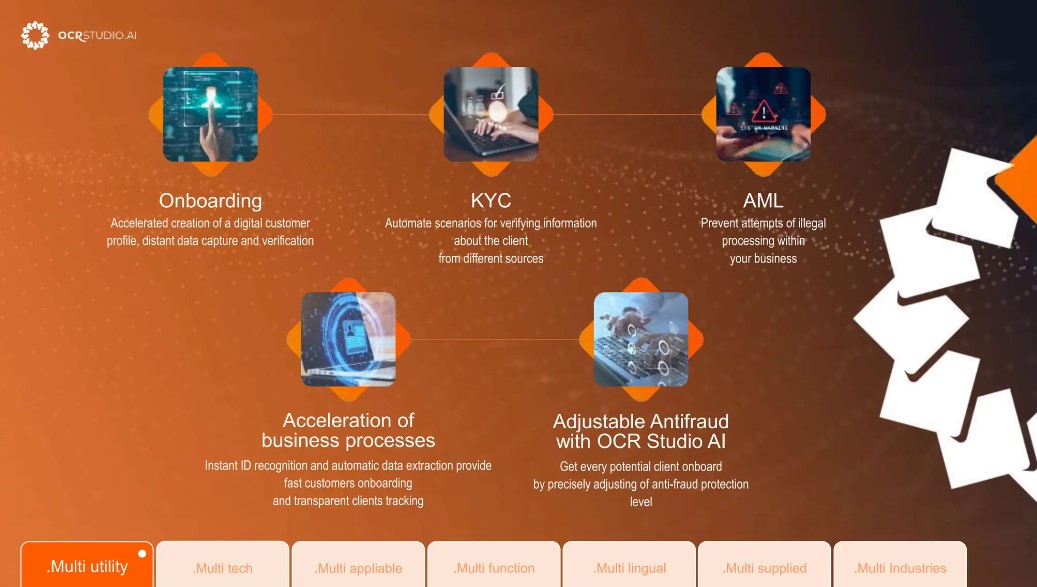 OCRSTUDIO.AI
SYSTEM WARNING
Onboarding
Accelerated creation of a digital customer
profile, distant data capture and verification
KYC
Automate scenarios for verifying information
about the client
from different sources
AML
Prevent attempts of illegal
processing within
your business
Acceleration of
business processes
Instant ID recognition and automatic data extraction provide
fast customers onboarding
and transparent clients tracking
Adjustable Antifraud
with OCR Studio AI
Get every potential client onboard
by precisely adjusting of anti-fraud protection
level
.Multi utility
.Multi tech
.Multi appliable
.Multi function
.Multi lingual
.Multi supplied
.Multi Industries